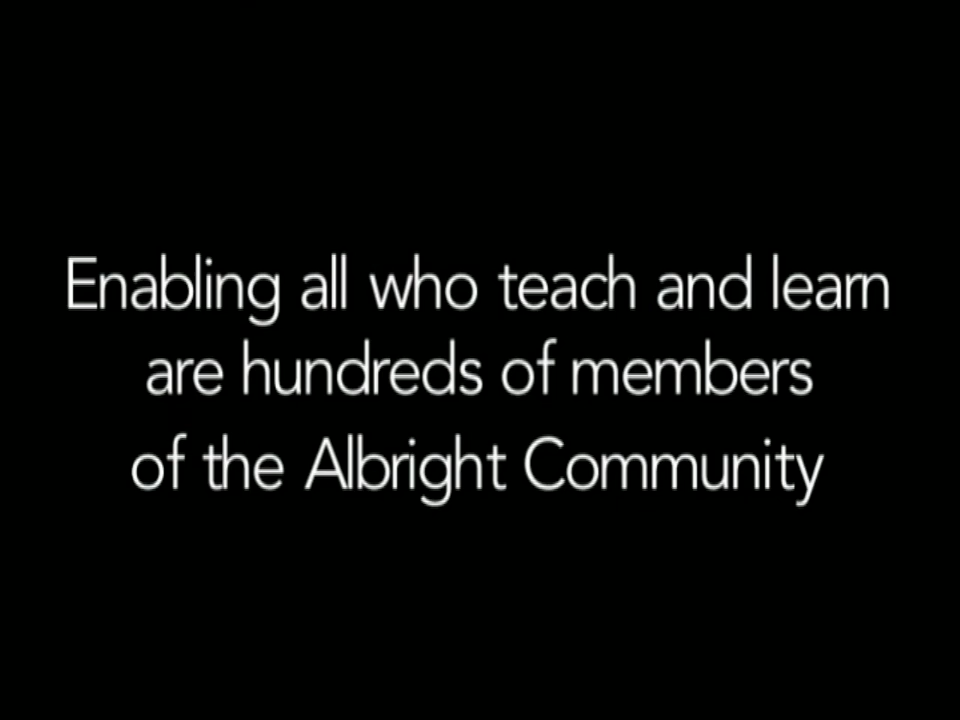 Enabling all who teach and learn
are hundreds of members
of the Albright Community